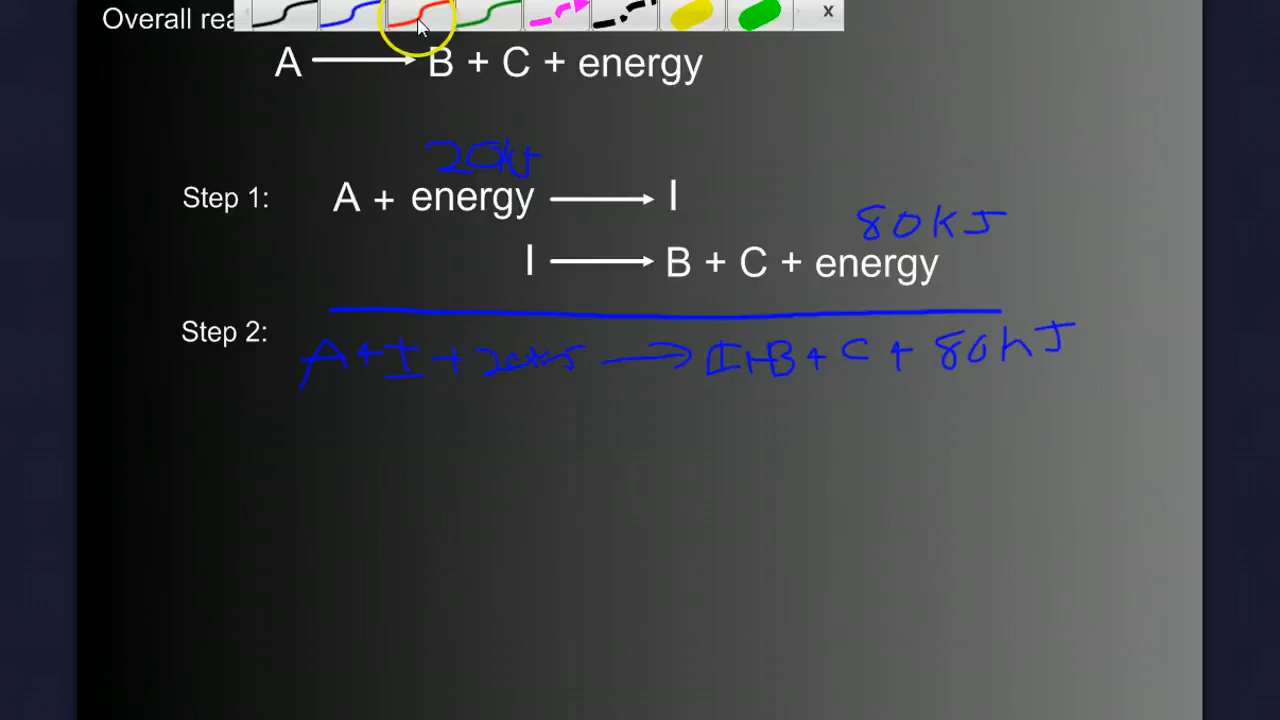 Overall rea
A ⟶ B + C + energy
20kJ
Step 1: A + energy ⟶ I
80KJ
I ⟶ B + C + energy
Step 2:
A + I + 20kJ ⟶ I + B + C + 80kJ
x